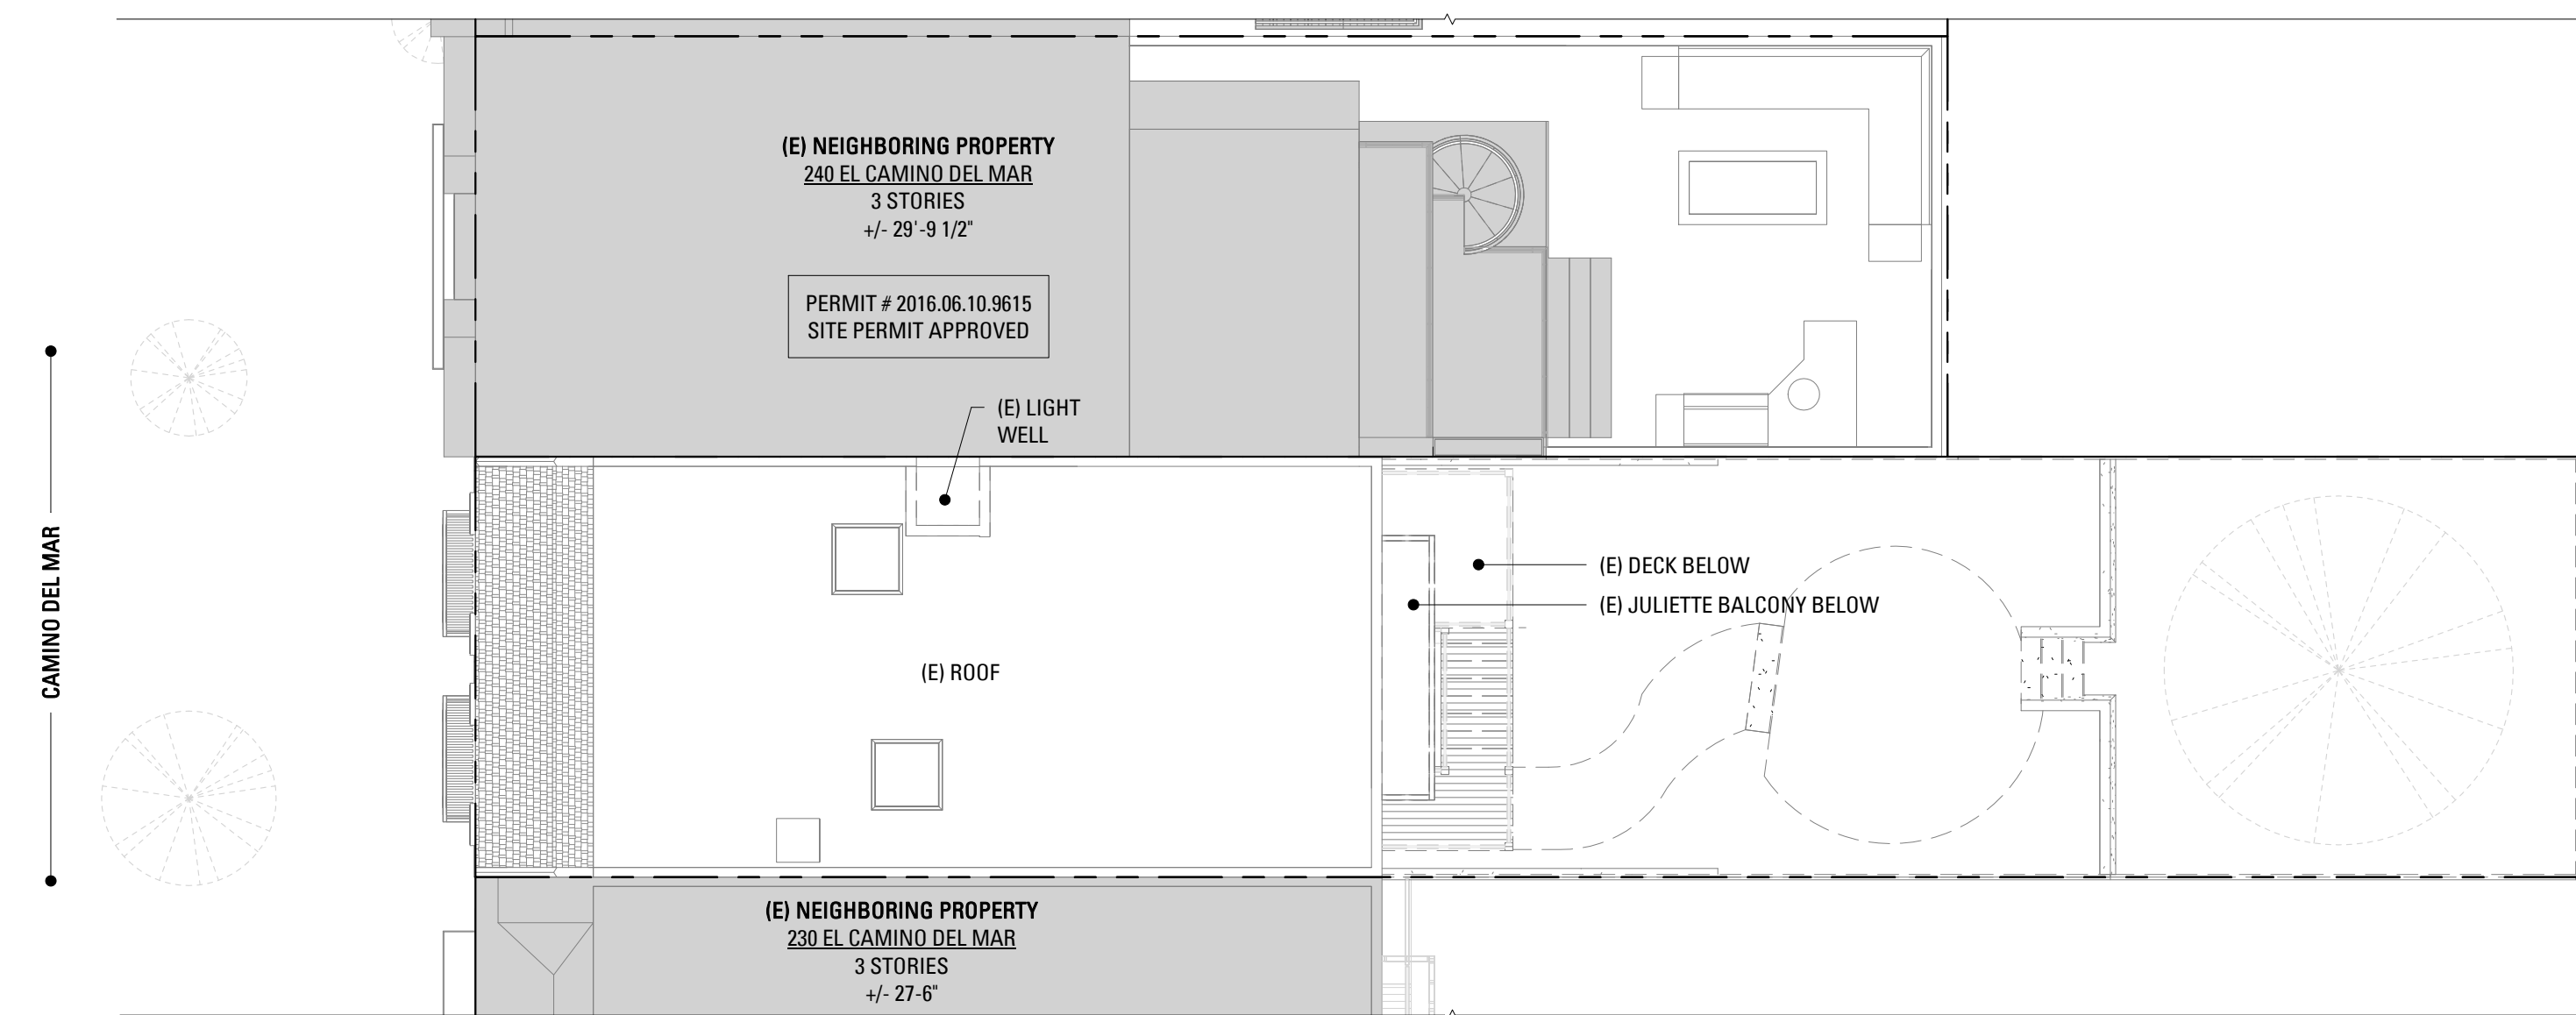 (E) NEIGHBORING PROPERTY
240 EL CAMINO DEL MAR
3 STORIES
+/- 29'-9 1/2"
PERMIT # 2016.06.10.9615
SITE PERMIT APPROVED
(E) LIGHT
WELL
CAMINO DEL MAR
(E) DECK BELOW
(E) JULIETTE BALCONY BELOW
(E) ROOF
(E) NEIGHBORING PROPERTY
230 EL CAMINO DEL MAR
3 STORIES
+/- 27-6"